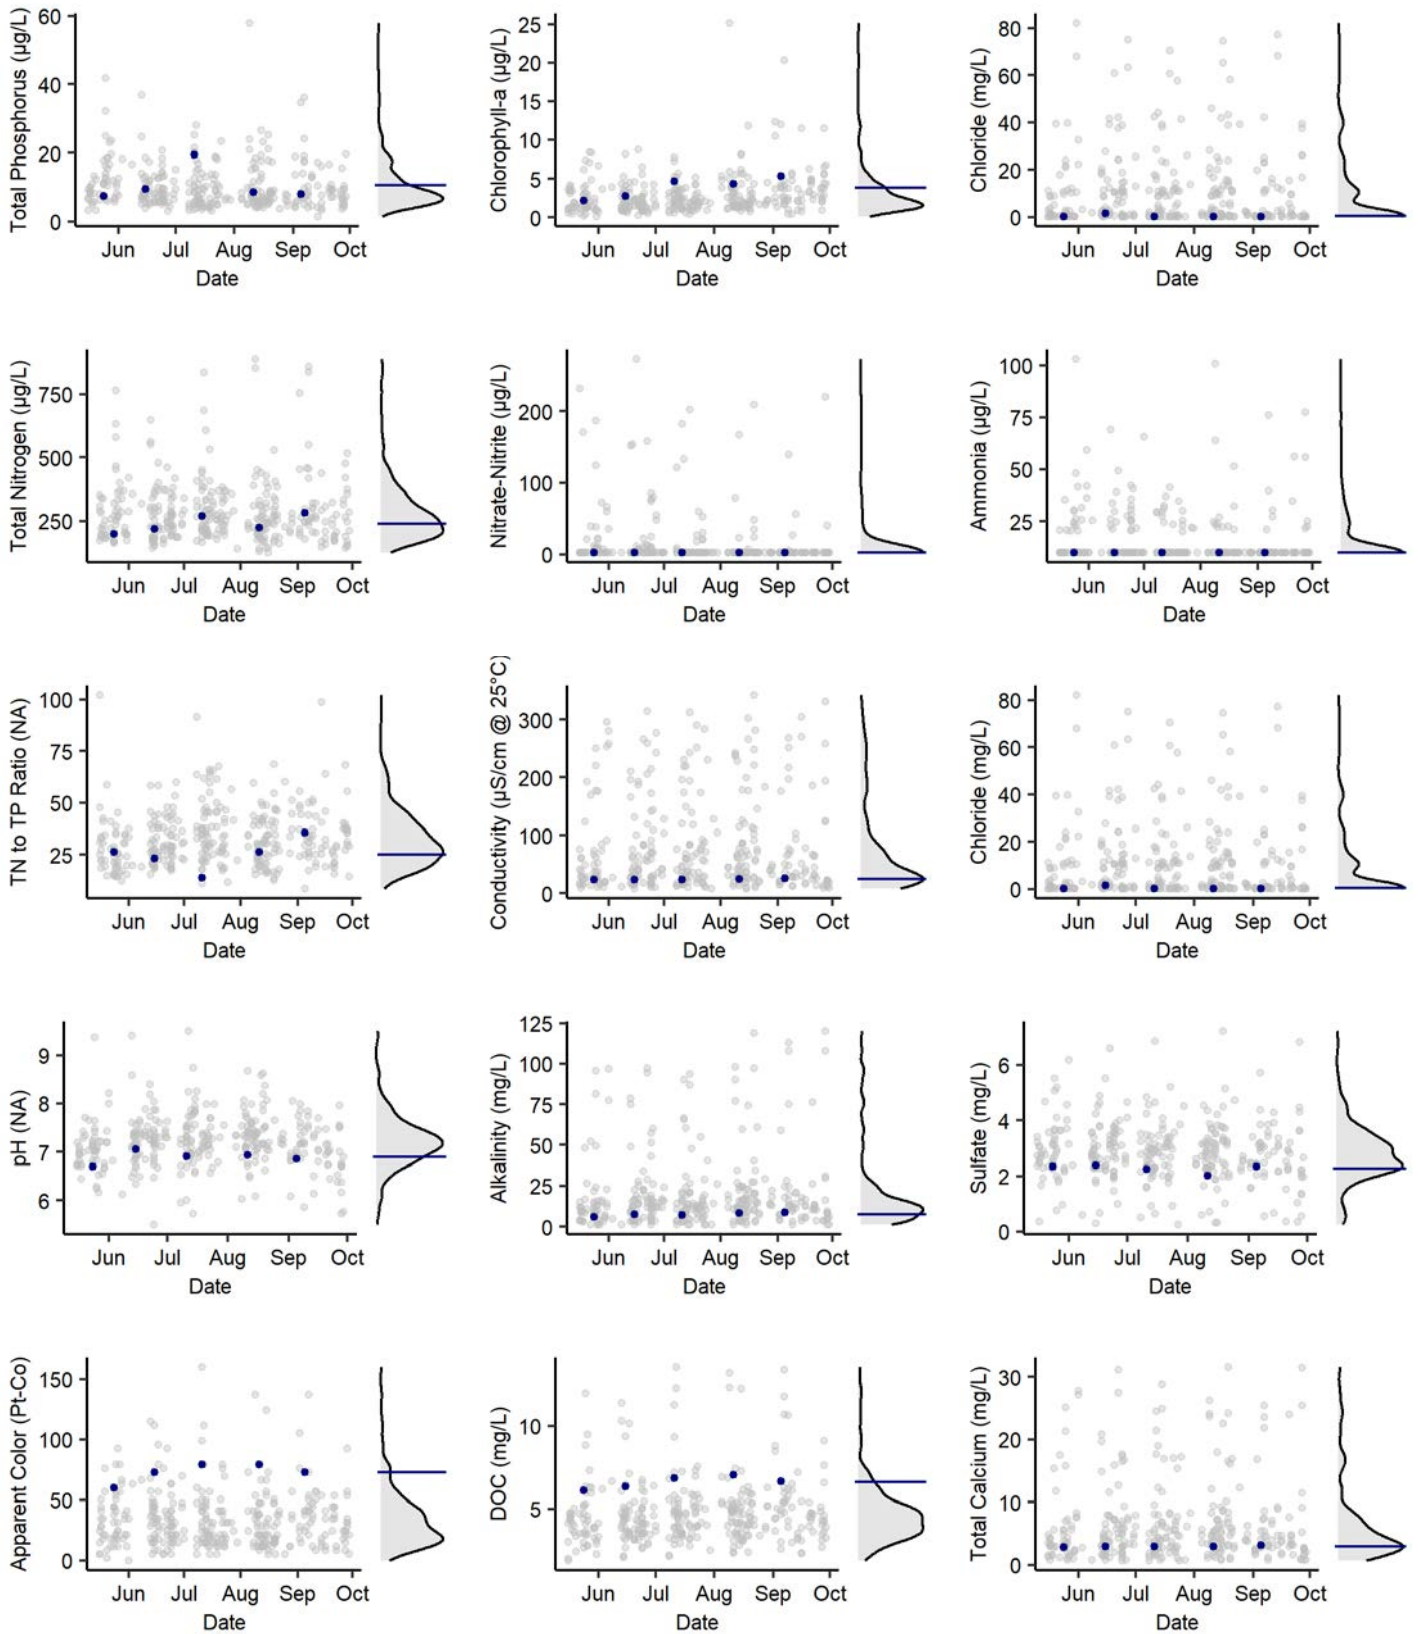 Total Phosphorus (µg/L)
60
40
20
0
Jun Jul Aug Sep Oct
Date
Chlorophyll-a (µg/L)
25
20
15
10
5
0
Jun Jul Aug Sep Oct
Date
Chloride (mg/L)
80
60
40
20
0
Jun Jul Aug Sep Oct
Date
Total Nitrogen (µg/L)
750
500
250
Jun Jul Aug Sep Oct
Date
Nitrate-Nitrite (µg/L)
200
100
0
Jun Jul Aug Sep Oct
Date
Ammonia (µg/L)
100
75
50
25
Jun Jul Aug Sep Oct
Date
TN to TP Ratio (NA)
100
75
50
25
Jun Jul Aug Sep Oct
Date
Conductivity (µS/cm @ 25°C)
300
200
100
0
Jun Jul Aug Sep Oct
Date
Chloride (mg/L)
80
60
40
20
0
Jun Jul Aug Sep Oct
Date
pH (NA)
9
8
7
6
Jun Jul Aug Sep Oct
Date
Alkalinity (mg/L)
125
100
75
50
25
0
Jun Jul Aug Sep Oct
Date
Sulfate (mg/L)
6
4
2
0
Jun Jul Aug Sep Oct
Date
Apparent Color (Pt-Co)
150
100
50
0
Jun Jul Aug Sep Oct
Date
DOC (mg/L)
10
5
Jun Jul Aug Sep Oct
Date
Total Calcium (mg/L)
30
20
10
0
Jun Jul Aug Sep Oct
Date